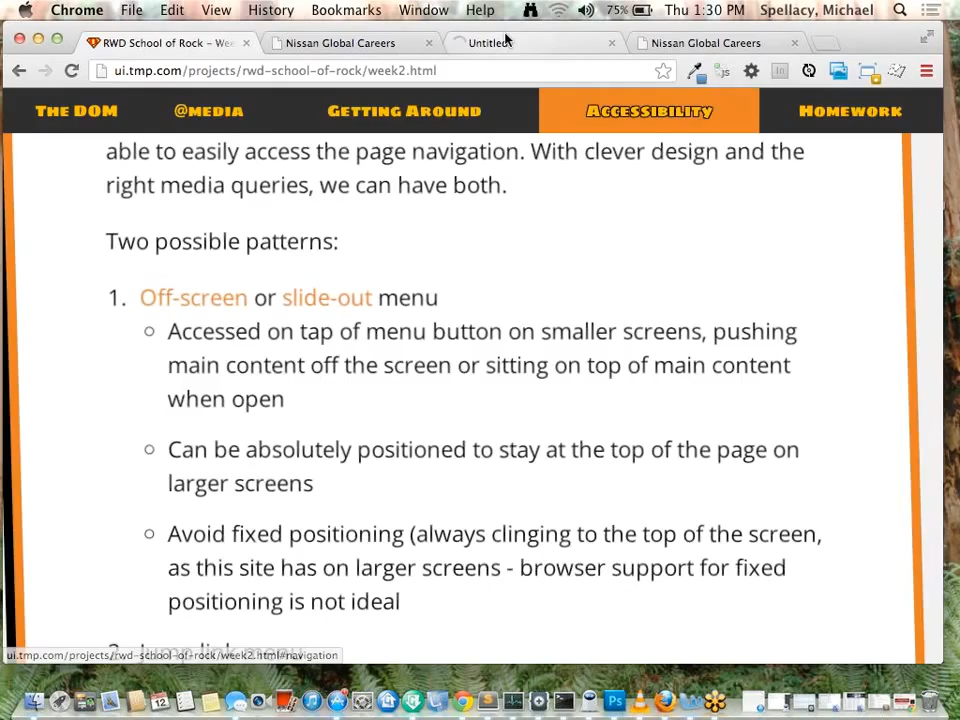 Chrome File Edit View History Bookmarks Window Help 75% Thu 1:30 PM Spellacy, Michael
RWD School of Rock – We Nissan Global Careers Untitled Nissan Global Careers
ui.tmp.com/projects/rwd-school-of-rock/week2.html
The DOM @media Getting Around Accessibility Homework
able to easily access the page navigation. With clever design and the
right media queries, we can have both.
Two possible patterns:
1. Off-screen or slide-out menu
Accessed on tap of menu button on smaller screens, pushing
main content off the screen or sitting on top of main content
when open
Can be absolutely positioned to stay at the top of the page on
larger screens
Avoid fixed positioning (always clinging to the top of the screen,
as this site has on larger screens - browser support for fixed
positioning is not ideal
2. Jump link menu
ui.tmp.com/projects/rwd-school-of-rock/week2.html#navigation